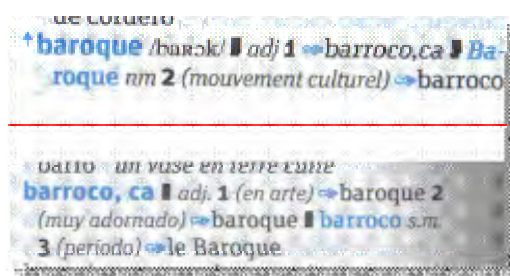 de cordero
baroque /baʀɔk/ ▮ adj 1 ⇨barroco,ca ▮ Ba-
roque nm 2 (mouvement culturel) ⇨barroco
barro un vase en terre cuite
barroco, ca ▮ adj. 1 (en arte) ⇨baroque 2
(muy adornado) ⇨baroque ▮ barroco s.m.
3 (período) ⇨le Baroque